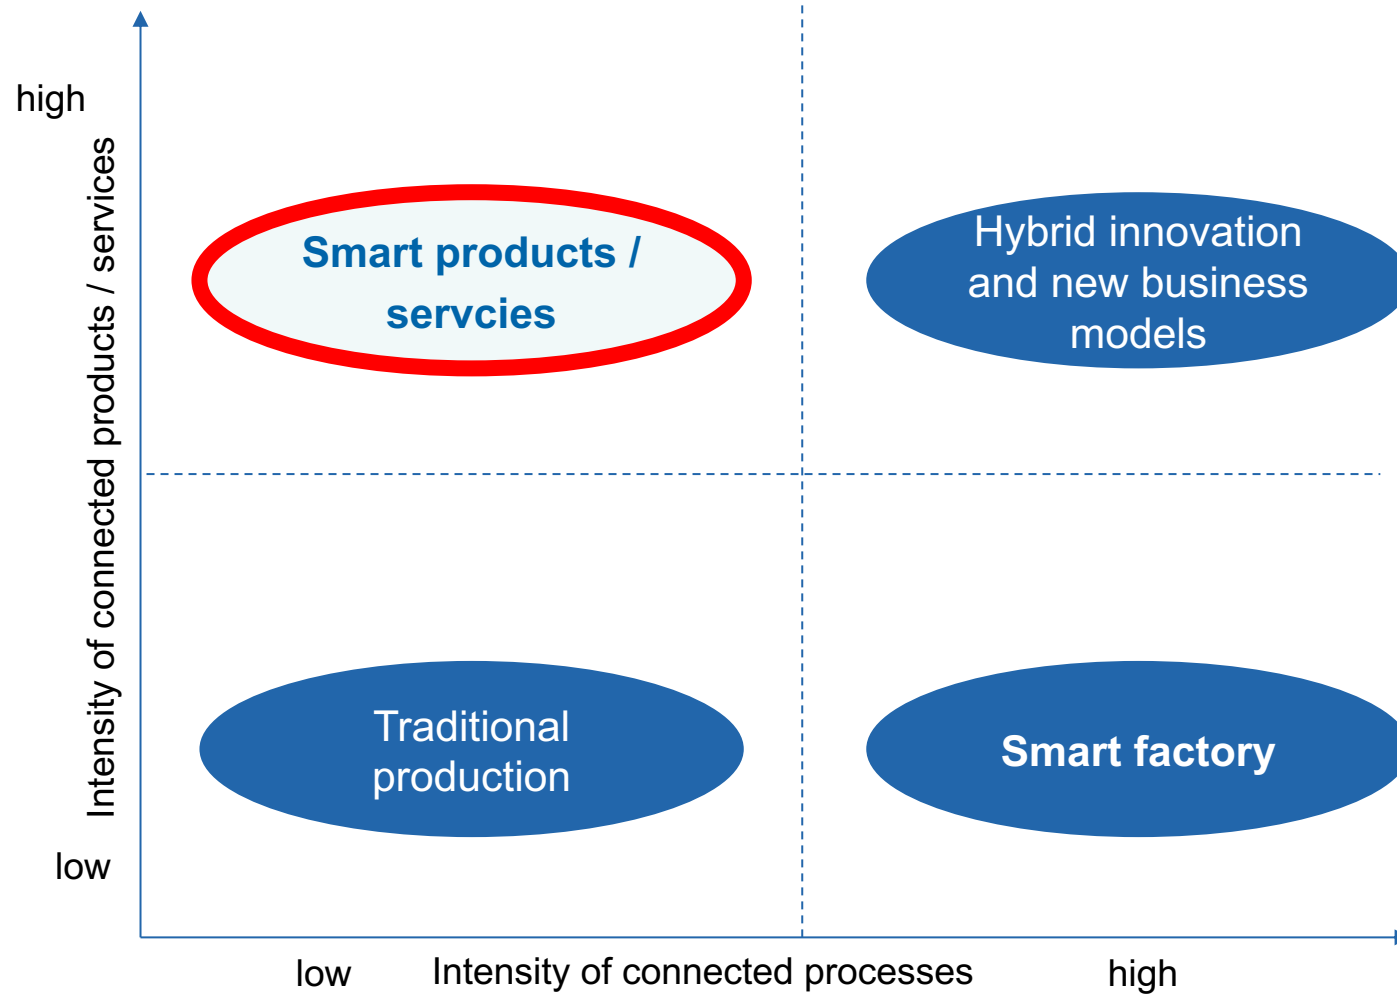 high
Intensity of connected products / services
Smart products /
servcies
Hybrid innovation
and new business
models
Traditional
production
Smart factory
low
low
Intensity of connected processes
high